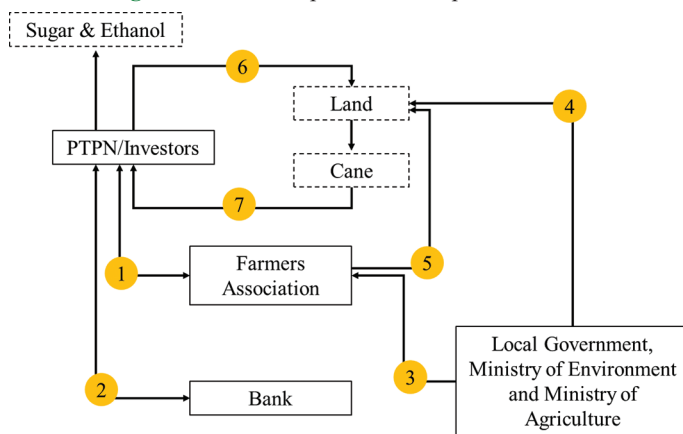 Sugar & Ethanol
6
Land
4
PTPN/Investors
Cane
7
1
Farmers
Association
5
Local Government,
Ministry of Environment
and Ministry of
Agriculture
3
2
Bank